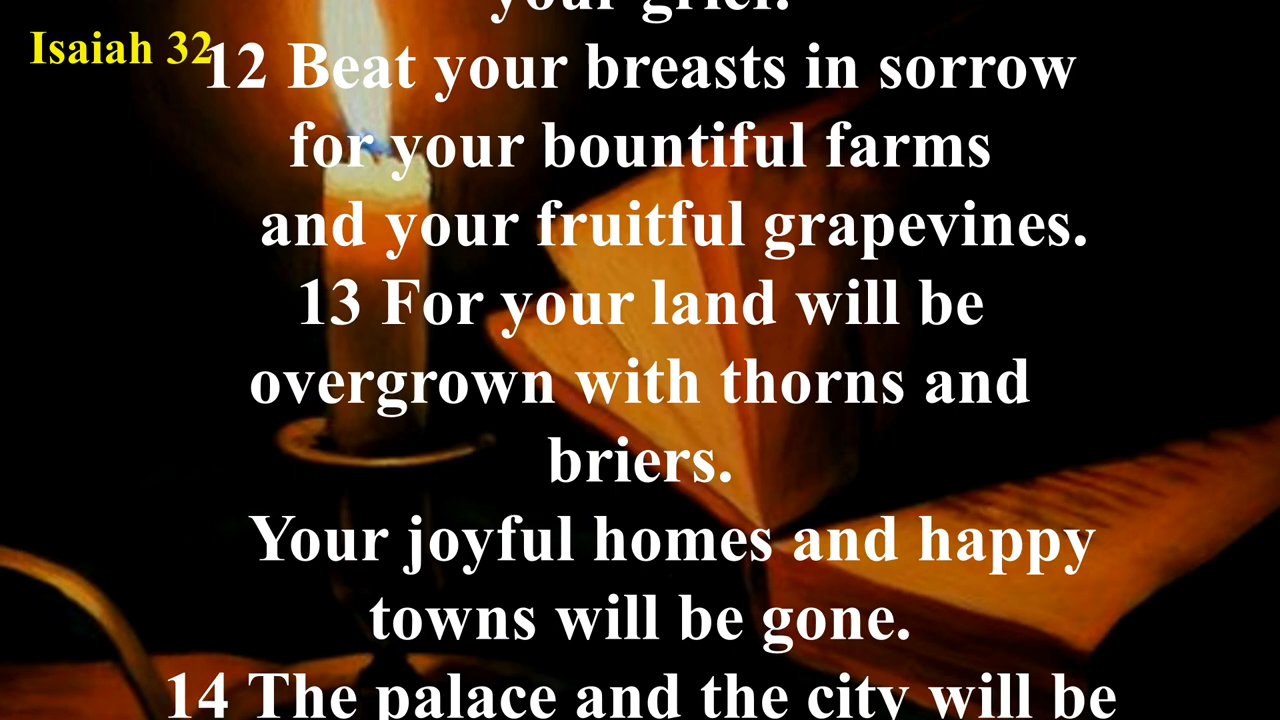 your grief.
Isaiah 32
12 Beat your breasts in sorrow
for your bountiful farms
and your fruitful grapevines.
13 For your land will be
overgrown with thorns and
briers.
Your joyful homes and happy
towns will be gone.
14 The palace and the city will be